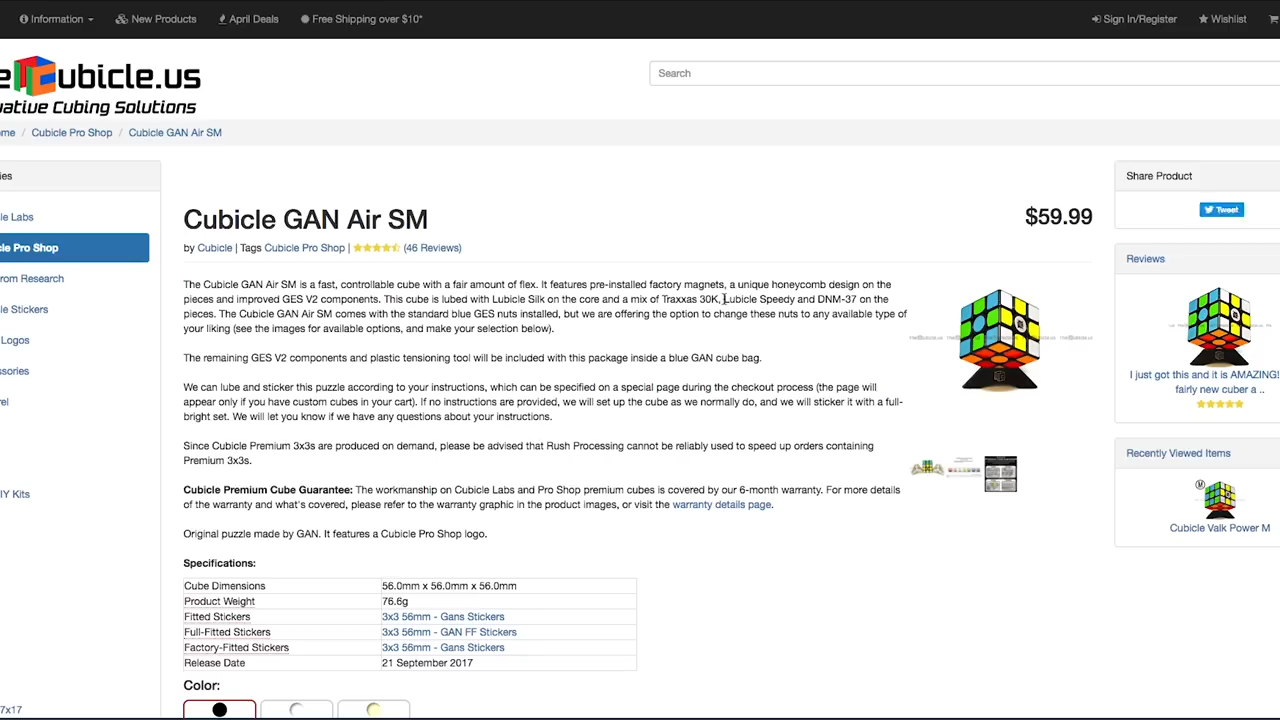 Information
New Products
April Deals
Free Shipping over $10*
Sign In/Register
Wishlist
eCubicle.us
vative Cubing Solutions
Search
me / Cubicle Pro Shop / Cubicle GAN Air SM
ies
le Labs
le Pro Shop
rom Research
le Stickers
Logos
ssories
el
IY Kits
7x17
Cubicle GAN Air SM
$59.99
by Cubicle | Tags Cubicle Pro Shop | (46 Reviews)
The Cubicle GAN Air SM is a fast, controllable cube with a fair amount of flex. It features pre-installed factory magnets, a unique honeycomb design on the
pieces and improved GES V2 components. This cube is lubed with Lubicle Silk on the core and a mix of Traxxas 30K, Lubicle Speedy and DNM-37 on the
pieces. The Cubicle GAN Air SM comes with the standard blue GES nuts installed, but we are offering the option to change these nuts to any available type of
your liking (see the images for available options, and make your selection below).
The remaining GES V2 components and plastic tensioning tool will be included with this package inside a blue GAN cube bag.
We can lube and sticker this puzzle according to your instructions, which can be specified on a special page during the checkout process (the page will
appear only if you have custom cubes in your cart). If no instructions are provided, we will set up the cube as we normally do, and we will sticker it with a full-
bright set. We will let you know if we have any questions about your instructions.
Since Cubicle Premium 3x3s are produced on demand, please be advised that Rush Processing cannot be reliably used to speed up orders containing
Premium 3x3s.
Cubicle Premium Cube Guarantee: The workmanship on Cubicle Labs and Pro Shop premium cubes is covered by our 6-month warranty. For more details
of the warranty and what's covered, please refer to the warranty graphic in the product images, or visit the warranty details page.
Original puzzle made by GAN. It features a Cubicle Pro Shop logo.
Specifications:
Cube Dimensions 56.0mm x 56.0mm x 56.0mm
Product Weight 76.6g
Fitted Stickers 3x3 56mm - Gans Stickers
Full-Fitted Stickers 3x3 56mm - GAN FF Stickers
Factory-Fitted Stickers 3x3 56mm - Gans Stickers
Release Date 21 September 2017
Color:
Share Product
Tweet
Reviews
I just got this and it is AMAZING!
fairly new cuber a ..
Recently Viewed Items
Cubicle Valk Power M